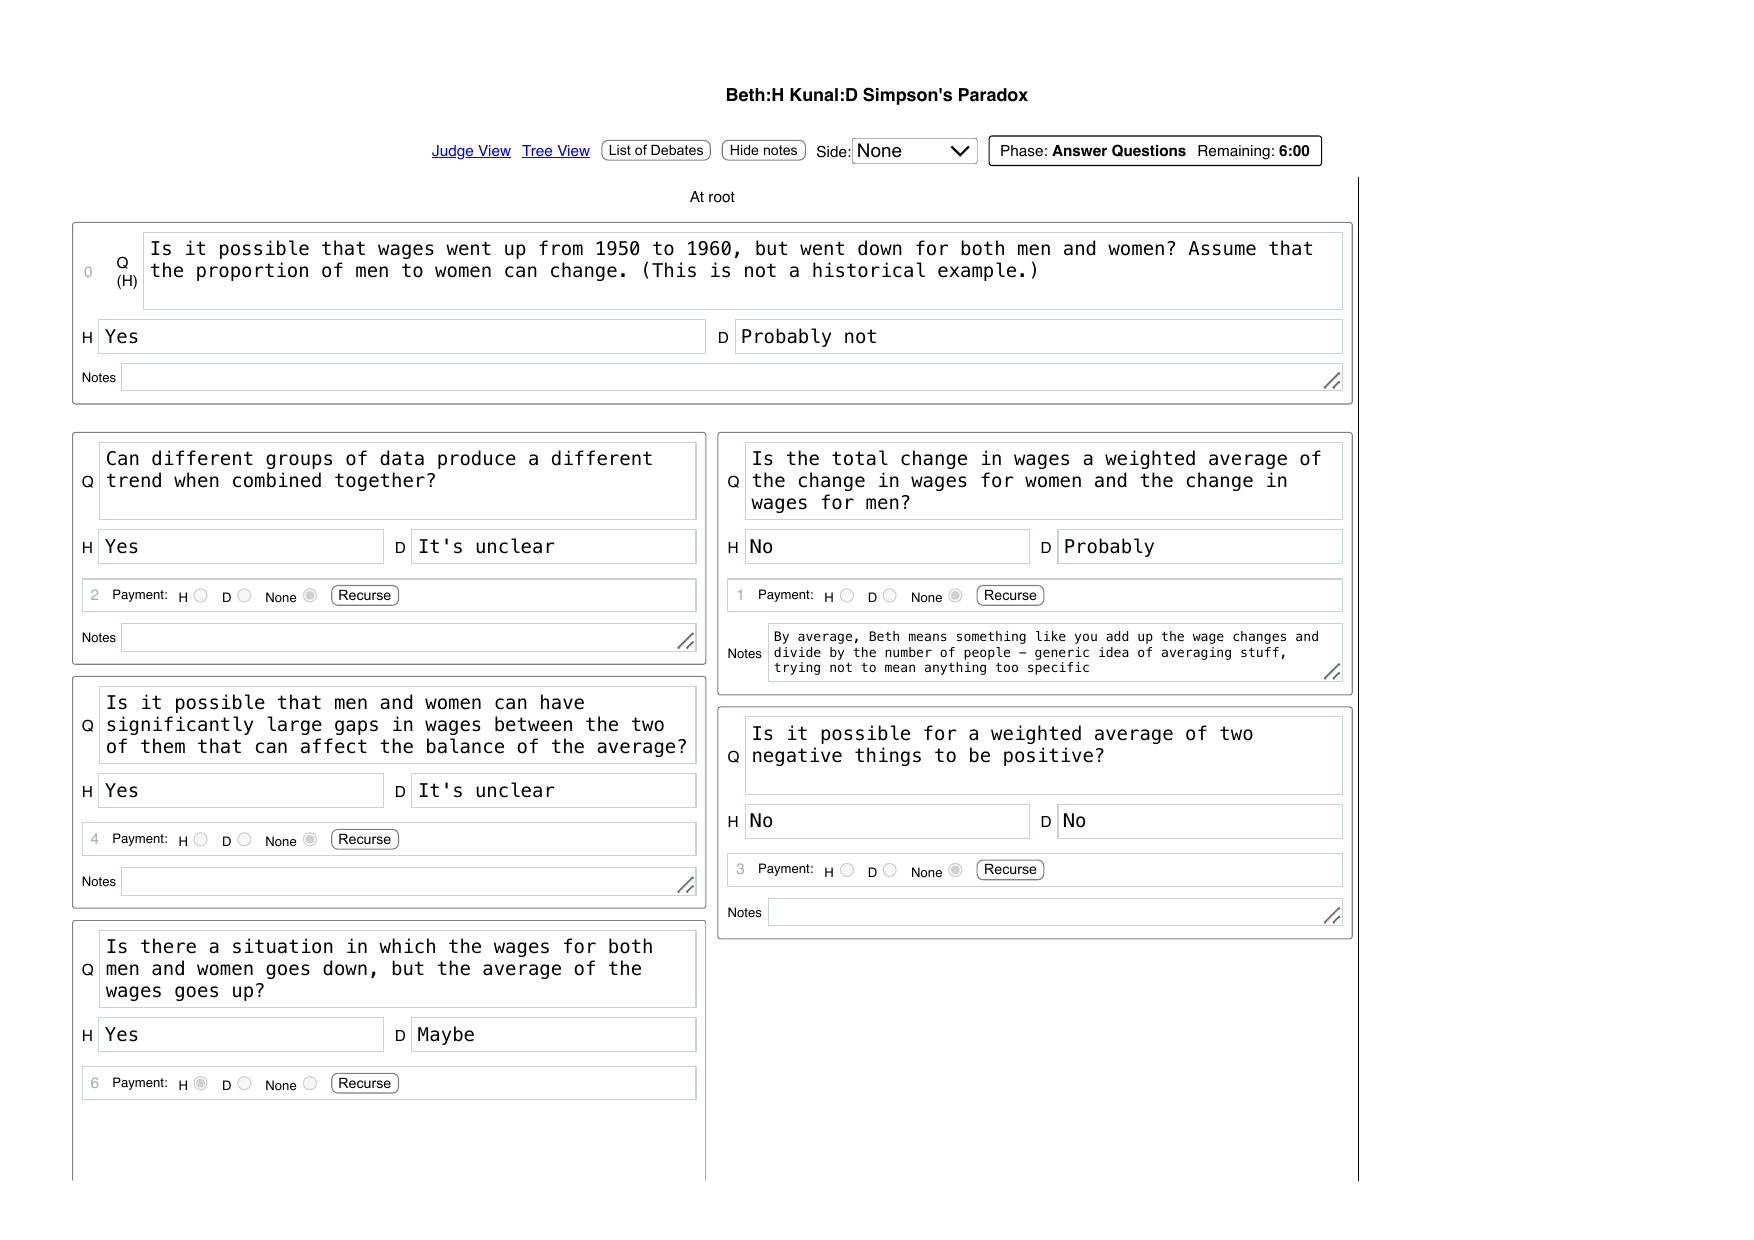 Beth:H Kunal:D Simpson's Paradox
Judge View Tree View List of Debates Hide notes Side: None Phase: Answer Questions Remaining: 6:00
At root
0 Q (H)
Is it possible that wages went up from 1950 to 1960, but went down for both men and women? Assume that
the proportion of men to women can change. (This is not a historical example.)
H Yes
D Probably not
Notes
Q
Can different groups of data produce a different
trend when combined together?
H Yes
D It's unclear
2 Payment: H D None Recurse
Notes
Q
Is it possible that men and women can have
significantly large gaps in wages between the two
of them that can affect the balance of the average?
H Yes
D It's unclear
4 Payment: H D None Recurse
Notes
Q
Is there a situation in which the wages for both
men and women goes down, but the average of the
wages goes up?
H Yes
D Maybe
6 Payment: H D None Recurse
Q
Is the total change in wages a weighted average of
the change in wages for women and the change in
wages for men?
H No
D Probably
1 Payment: H D None Recurse
Notes
By average, Beth means something like you add up the wage changes and
divide by the number of people – generic idea of averaging stuff,
trying not to mean anything too specific
Q
Is it possible for a weighted average of two
negative things to be positive?
H No
D No
3 Payment: H D None Recurse
Notes